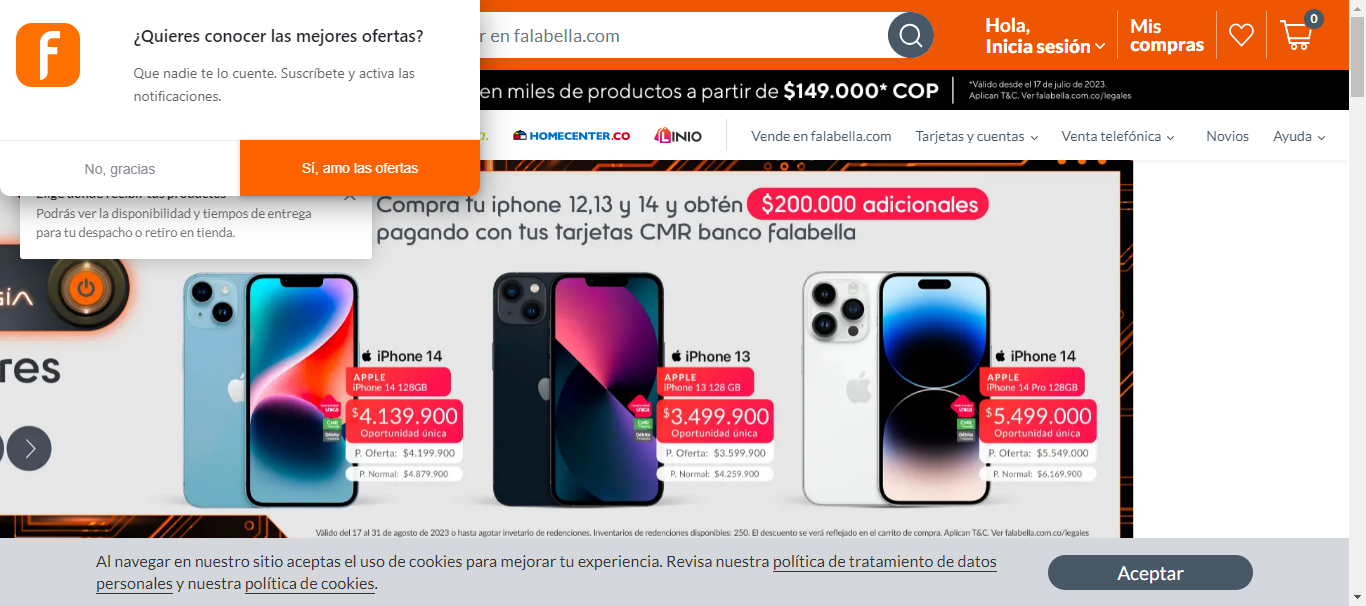 ¿Quieres conocer las mejores ofertas?
Que nadie te lo cuente. Suscríbete y activa las
notificaciones.
No, gracias
Sí, amo las ofertas
en falabella.com
Hola,
Inicia sesión
Mis
compras
0
en miles de productos a partir de $149.000* COP
*Válido desde el 17 de julio de 2023.
Aplican T&C. Ver falabella.com.co/legales
HOMECENTER.CO
LINIO
Vende en falabella.com
Tarjetas y cuentas
Venta telefónica
Novios
Ayuda
Elige dónde recibir tus productos
Podrás ver la disponibilidad y tiempos de entrega
para tu despacho o retiro en tienda.
Compra tu iphone 12,13 y 14 y obtén $200.000 adicionales
pagando con tus tarjetas CMR banco falabella
iPhone 14
APPLE
iPhone 14 128GB
$4.139.900
Oportunidad única
P. Oferta: $4.199.900
P. Normal: $4.879.900
iPhone 13
APPLE
iPhone 13 128 GB
$3.499.900
Oportunidad única
P. Oferta: $3.599.900
P. Normal: $4.259.900
iPhone 14
APPLE
iPhone 14 Pro 128GB
$5.499.000
Oportunidad única
P. Oferta: $5.549.000
P. Normal: $6.169.900
Válido del 17 al 31 de agosto de 2023 o hasta agotar invetario de redenciones. Inventarios de redenciones disponibles: 250. El descuento se verá reflejado en el carrito de compra. Aplican T&C. Ver falabella.com.co/legales
Al navegar en nuestro sitio aceptas el uso de cookies para mejorar tu experiencia. Revisa nuestra política de tratamiento de datos
personales y nuestra política de cookies.
Aceptar